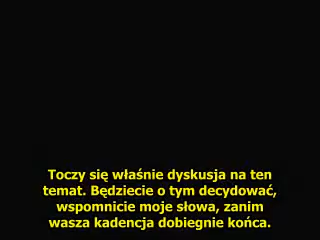 Toczy się właśnie dyskusja na ten
temat. Będziecie o tym decydować,
wspomnicie moje słowa, zanim
wasza kadencja dobiegnie końca.